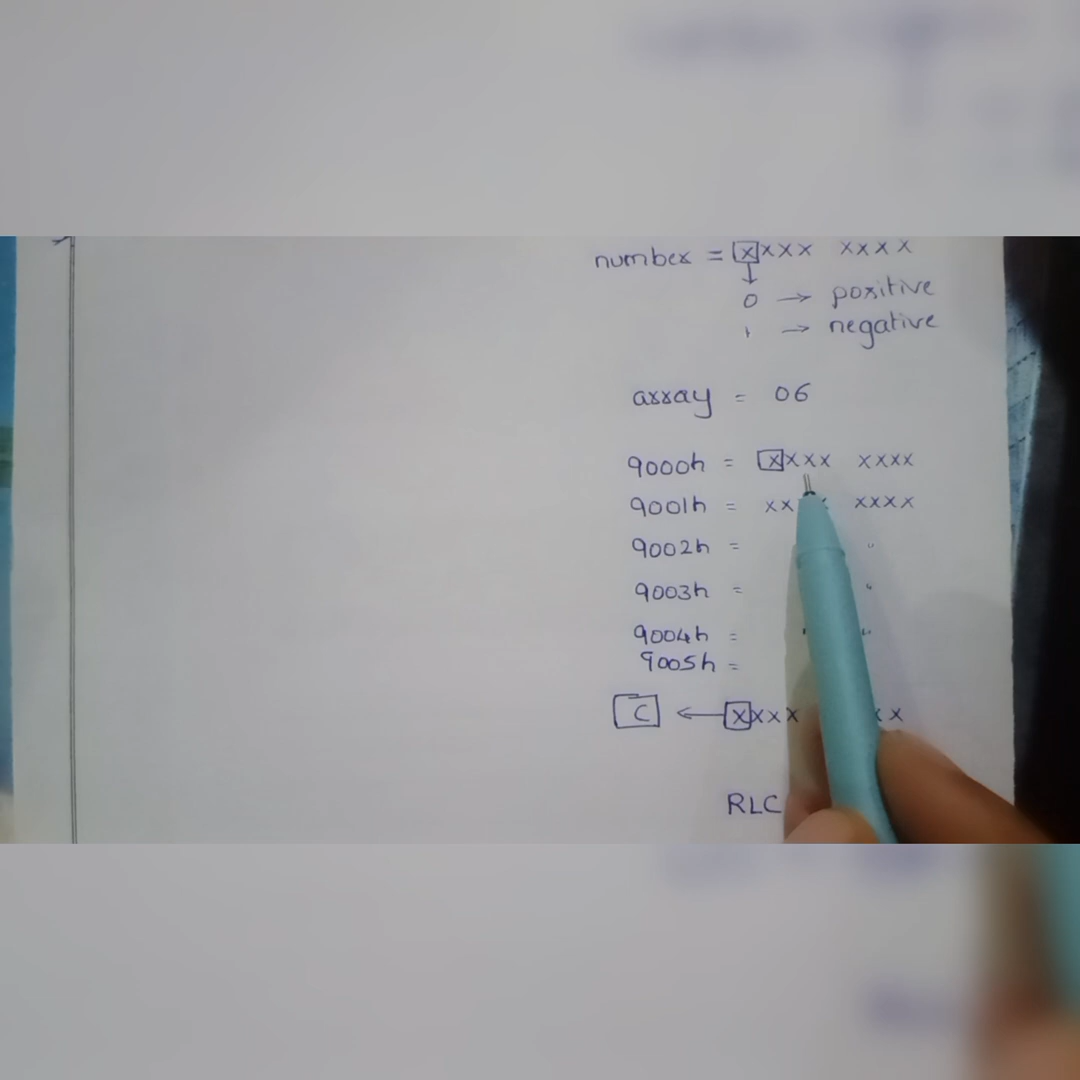 number = xxxx xxxx
0 → positive
1 → negative
array = 06
9000h = xxxx xxxx
9001h = xx xxxx
9002h = "
9003h = "
9004h = " "
9005h =
C ← xxxx xx
RLC